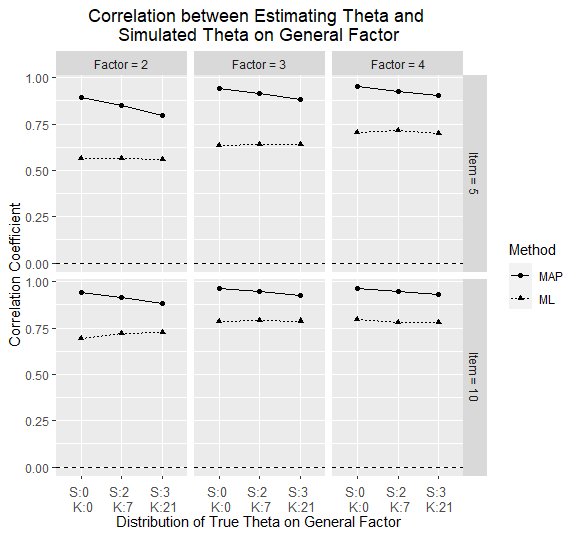 Correlation between Estimating Theta and
Simulated Theta on General Factor
Factor = 2
Factor = 3
Factor = 4
Correlation Coefficient
1.00
0.75
0.50
0.25
0.00
Item = 5
1.00
0.75
0.50
0.25
0.00
Item = 10
S:0 S:2 S:3 S:0 S:2 S:3 S:0 S:2 S:3
K:0 K:7 K:21 K:0 K:7 K:21 K:0 K:7 K:21
Distribution of True Theta on General Factor
Method
MAP
ML